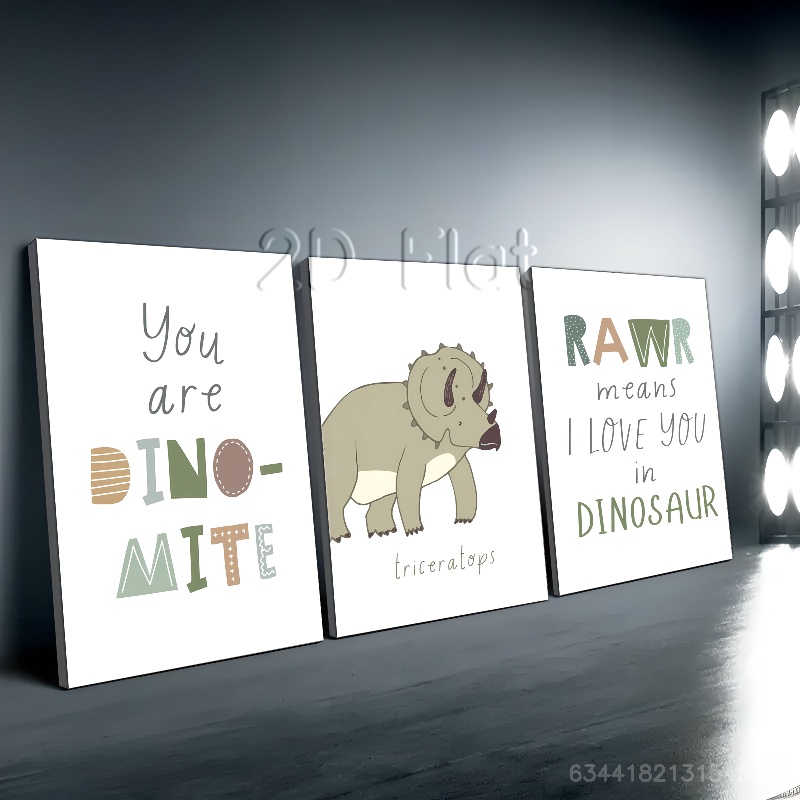 2D Flat
You
are
DINO-
MITE
triceratops
RAWR
means
I LOVE YOU
in
DINOSAUR